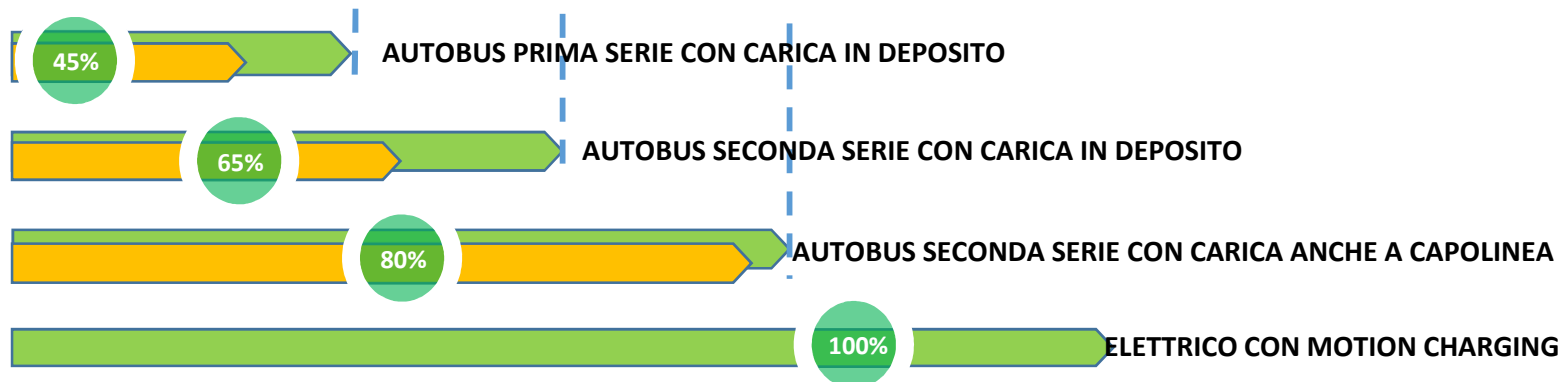 45% AUTOBUS PRIMA SERIE CON CARICA IN DEPOSITO
65% AUTOBUS SECONDA SERIE CON CARICA IN DEPOSITO
80% AUTOBUS SECONDA SERIE CON CARICA ANCHE A CAPOLINEA
100% ELETTRICO CON MOTION CHARGING